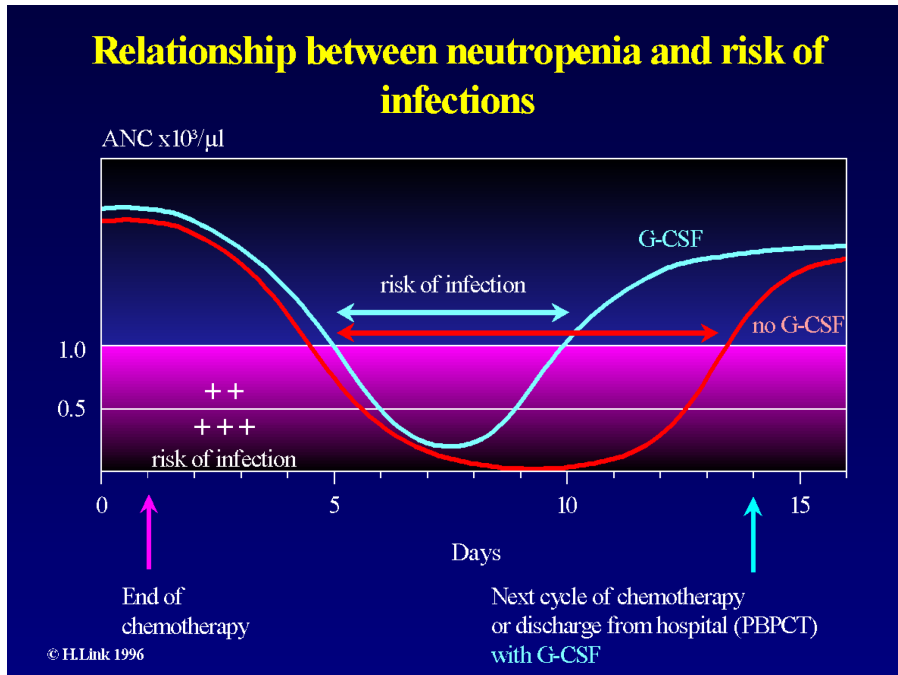 Relationship between neutropenia and risk of
infections
ANC x10³/µl
G-CSF
risk of infection
no G-CSF
1.0
+ +
0.5
+ + +
risk of infection
0 5 10 15
Days
End of
chemotherapy
Next cycle of chemotherapy
or discharge from hospital (PBPCT)
with G-CSF
© H.Link 1996